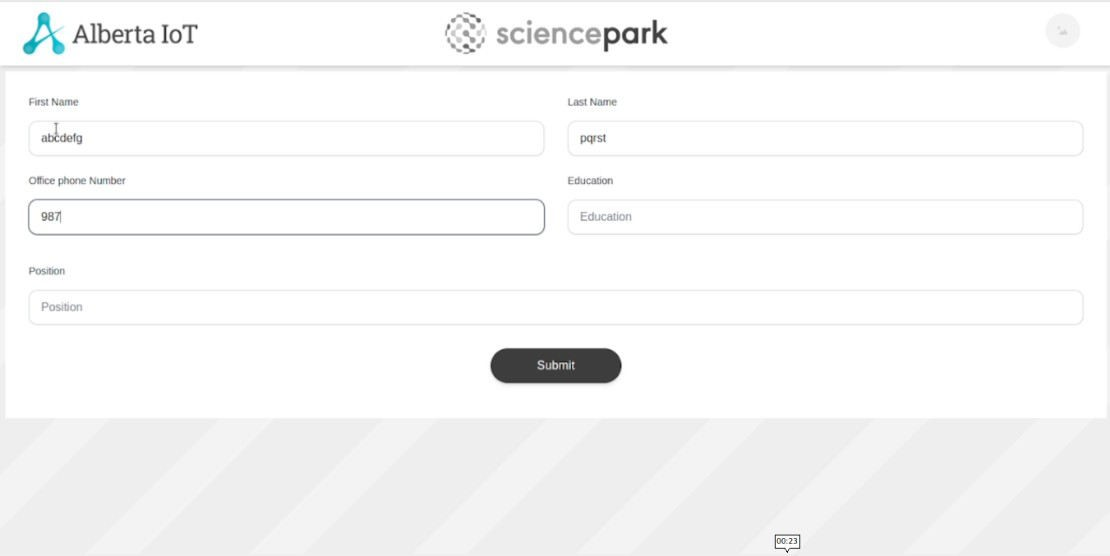 Alberta IoT
sciencepark
First Name
Last Name
abcdefg
pqrst
Office phone Number
Education
987
Education
Position
Position
Submit
00:23